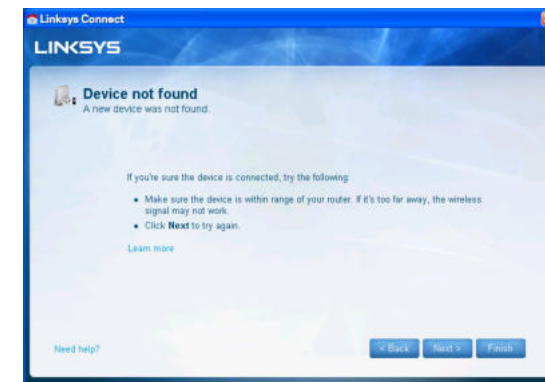 Linksys Connect
LINKSYS
Device not found
A new device was not found.
If you're sure the device is connected, try the following:
• Make sure the device is within range of your router. If it's too far away, the wireless
signal may not work.
• Click Next to try again.
Learn more
Need help?
< Back Next > Finish